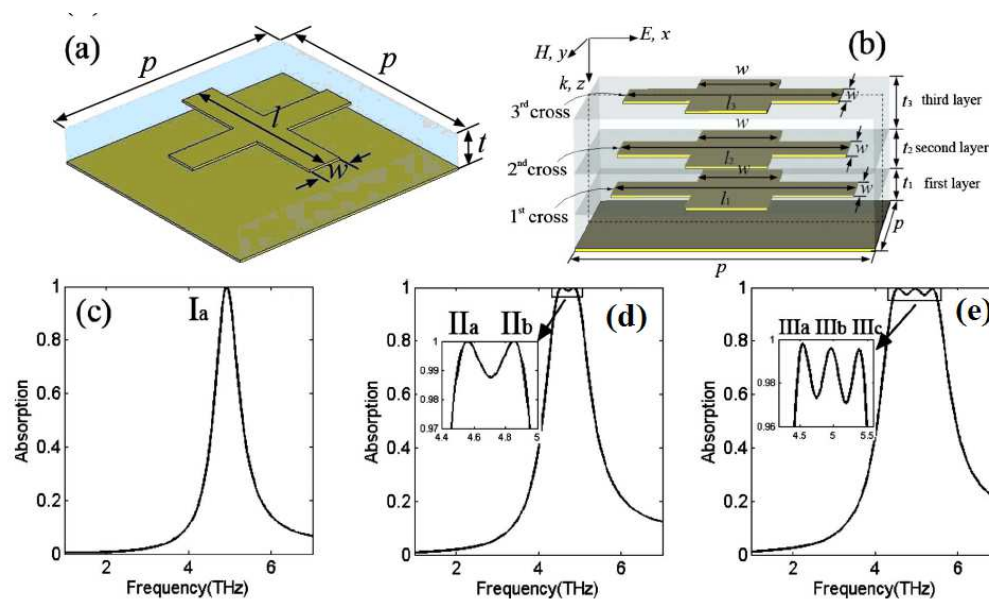 (a)
p
p
l
w
t
(b)
H, y
E, x
k, z
w
l3
w
3rd cross
t3 third layer
w
l2
w
2nd cross
t2 second layer
w
l1
w
1st cross
t1 first layer
p
p
(c)
Ia
Absorption
1
0.8
0.6
0.4
0.2
0
2
4
6
Frequency(THz)
(d)
IIa
IIb
1
0.99
0.98
0.97
4.4
4.6
4.8
5
Absorption
1
0.8
0.6
0.4
0.2
0
2
4
6
Frequency(THz)
(e)
IIIa
IIIb
IIIc
1
0.98
0.96
4.5
5
5.5
Absorption
1
0.8
0.6
0.4
0.2
0
2
4
6
Frequency(THz)